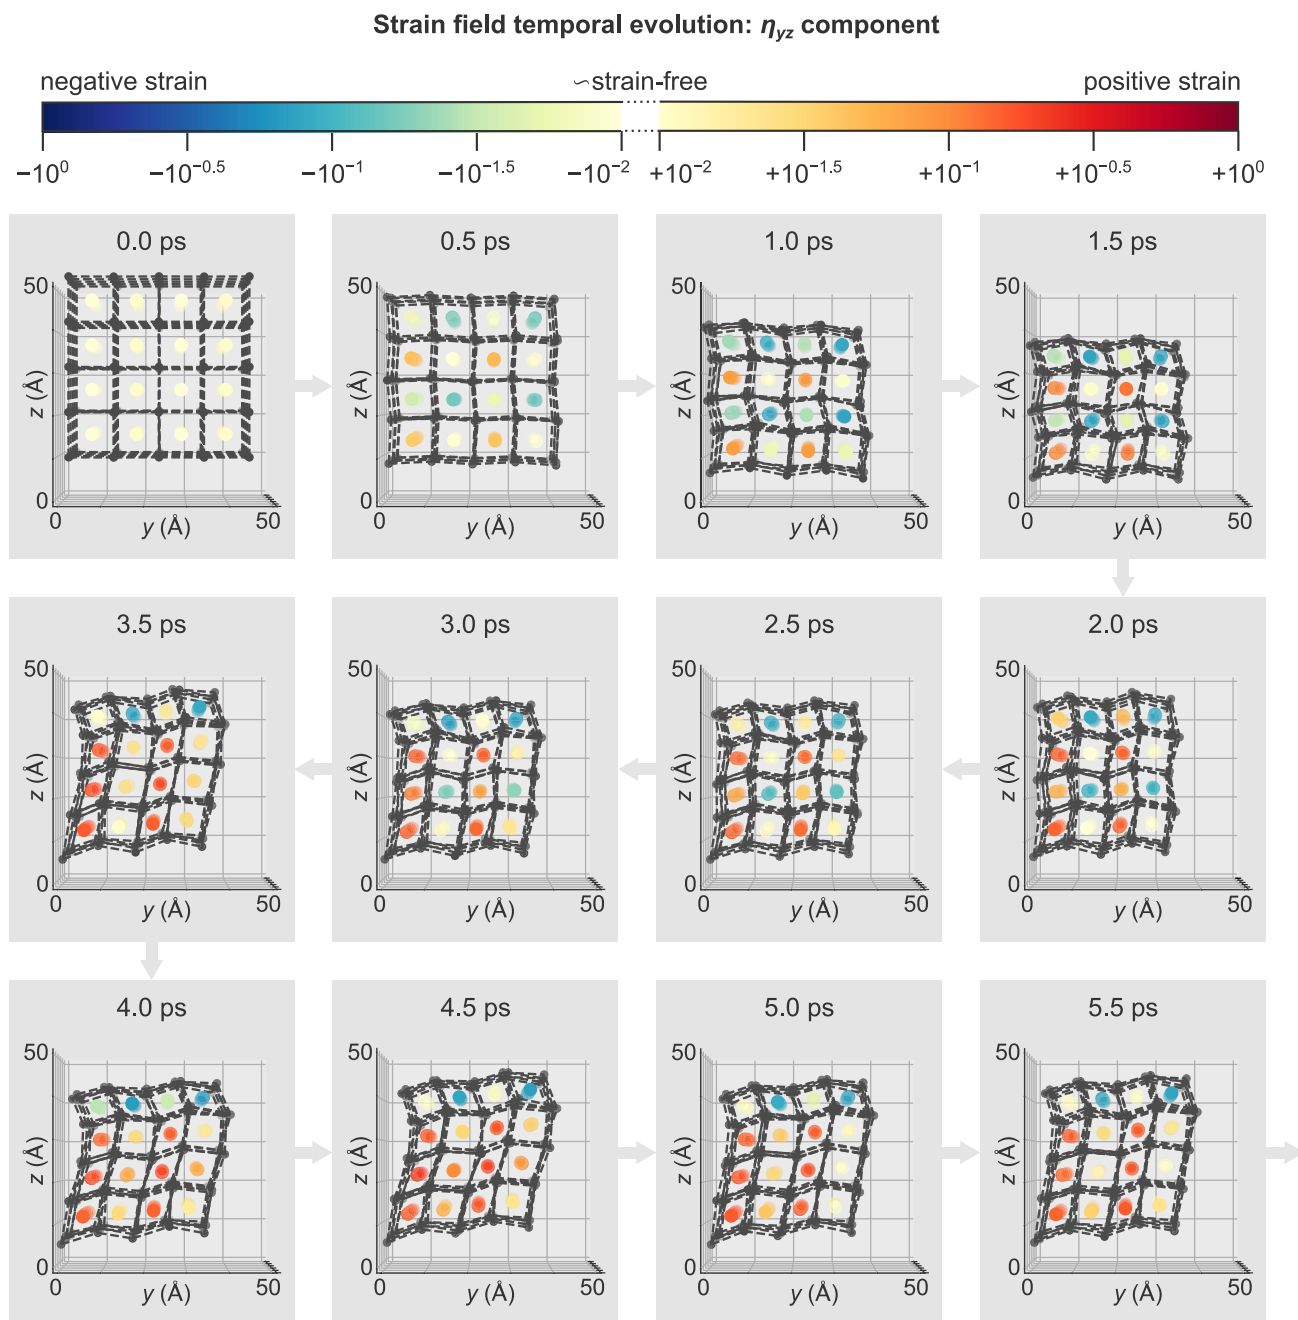 Strain field temporal evolution: ηyz component
negative strain ∽strain-free positive strain
−10⁰ −10⁻⁰·⁵ −10⁻¹ −10⁻¹·⁵ −10⁻² +10⁻² +10⁻¹·⁵ +10⁻¹ +10⁻⁰·⁵ +10⁰
0.0 ps 0.5 ps 1.0 ps 1.5 ps
50 50 50 50
z (Å) z (Å) z (Å) z (Å)
0 0 0 0
0 y (Å) 50 0 y (Å) 50 0 y (Å) 50 0 y (Å) 50
3.5 ps 3.0 ps 2.5 ps 2.0 ps
50 50 50 50
z (Å) z (Å) z (Å) z (Å)
0 0 0 0
0 y (Å) 50 0 y (Å) 50 0 y (Å) 50 0 y (Å) 50
4.0 ps 4.5 ps 5.0 ps 5.5 ps
50 50 50 50
z (Å) z (Å) z (Å) z (Å)
0 0 0 0
0 y (Å) 50 0 y (Å) 50 0 y (Å) 50 0 y (Å) 50